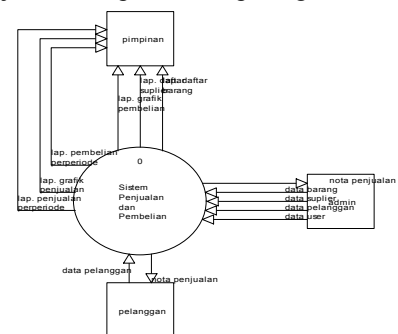 pimpinan
lap. daftar
suplier
lap. daftar
barang
lap. grafik
pembelian
lap. pembelian
perperiode
0
lap. grafik
penjualan
lap. penjualan
perperiode
Sistem
Penjualan
dan
Pembelian
nota penjualan
data barang
data suplier
admin
data pelanggan
data user
data pelanggan
nota penjualan
pelanggan